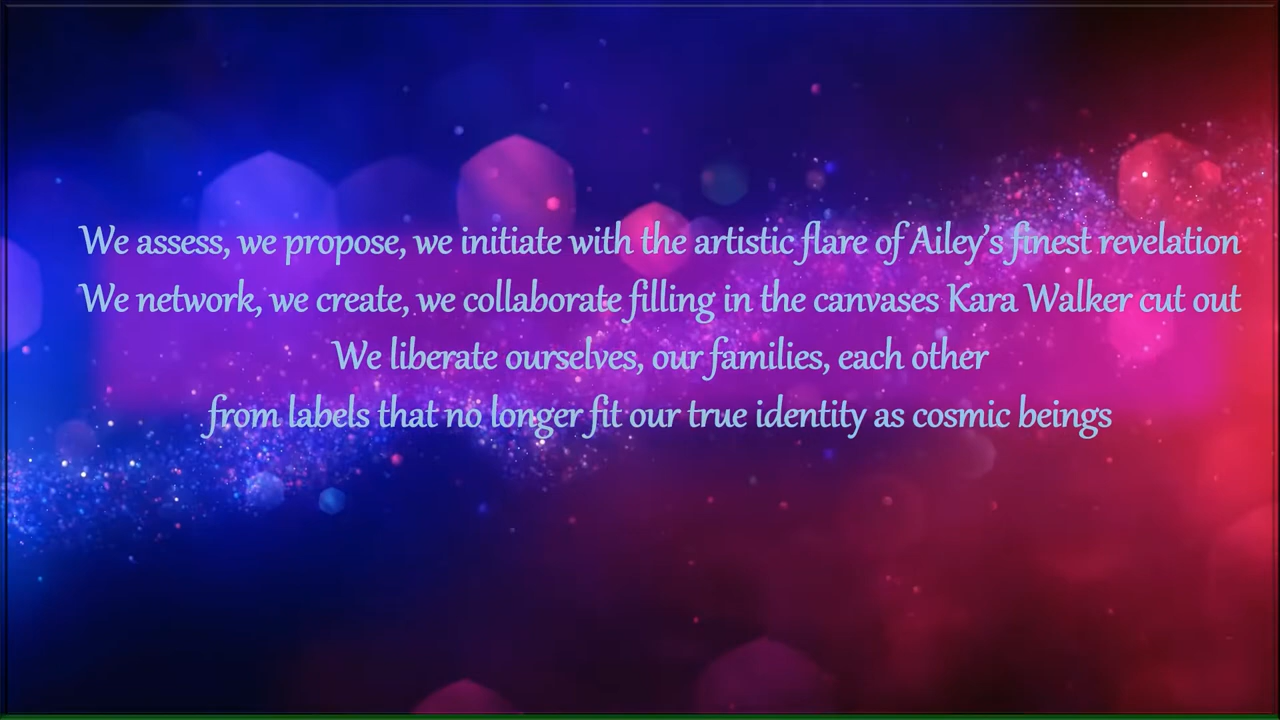 We assess, we propose, we initiate with the artistic flare of Ailey’s finest revelation
We network, we create, we collaborate filling in the canvases Kara Walker cut out
We liberate ourselves, our families, each other
from labels that no longer fit our true identity as cosmic beings